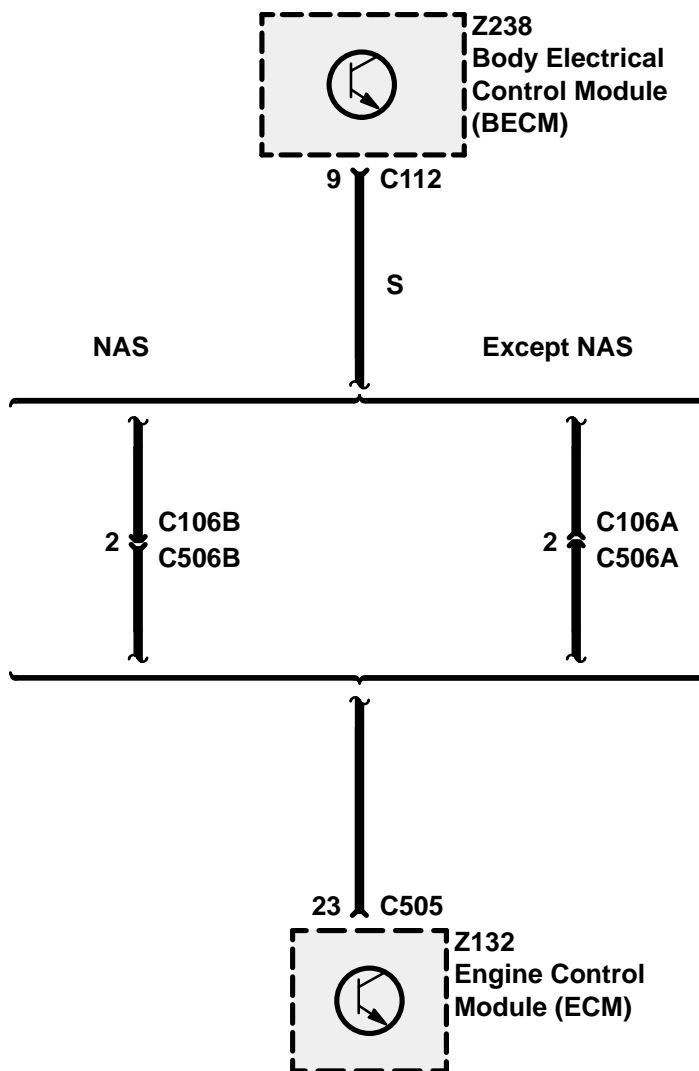 Z238
Body Electrical
Control Module
(BECM)
9 C112
S
NAS Except NAS
C106B C106A
2 2
C506B C506A
23 C505
Z132
Engine Control
Module (ECM)